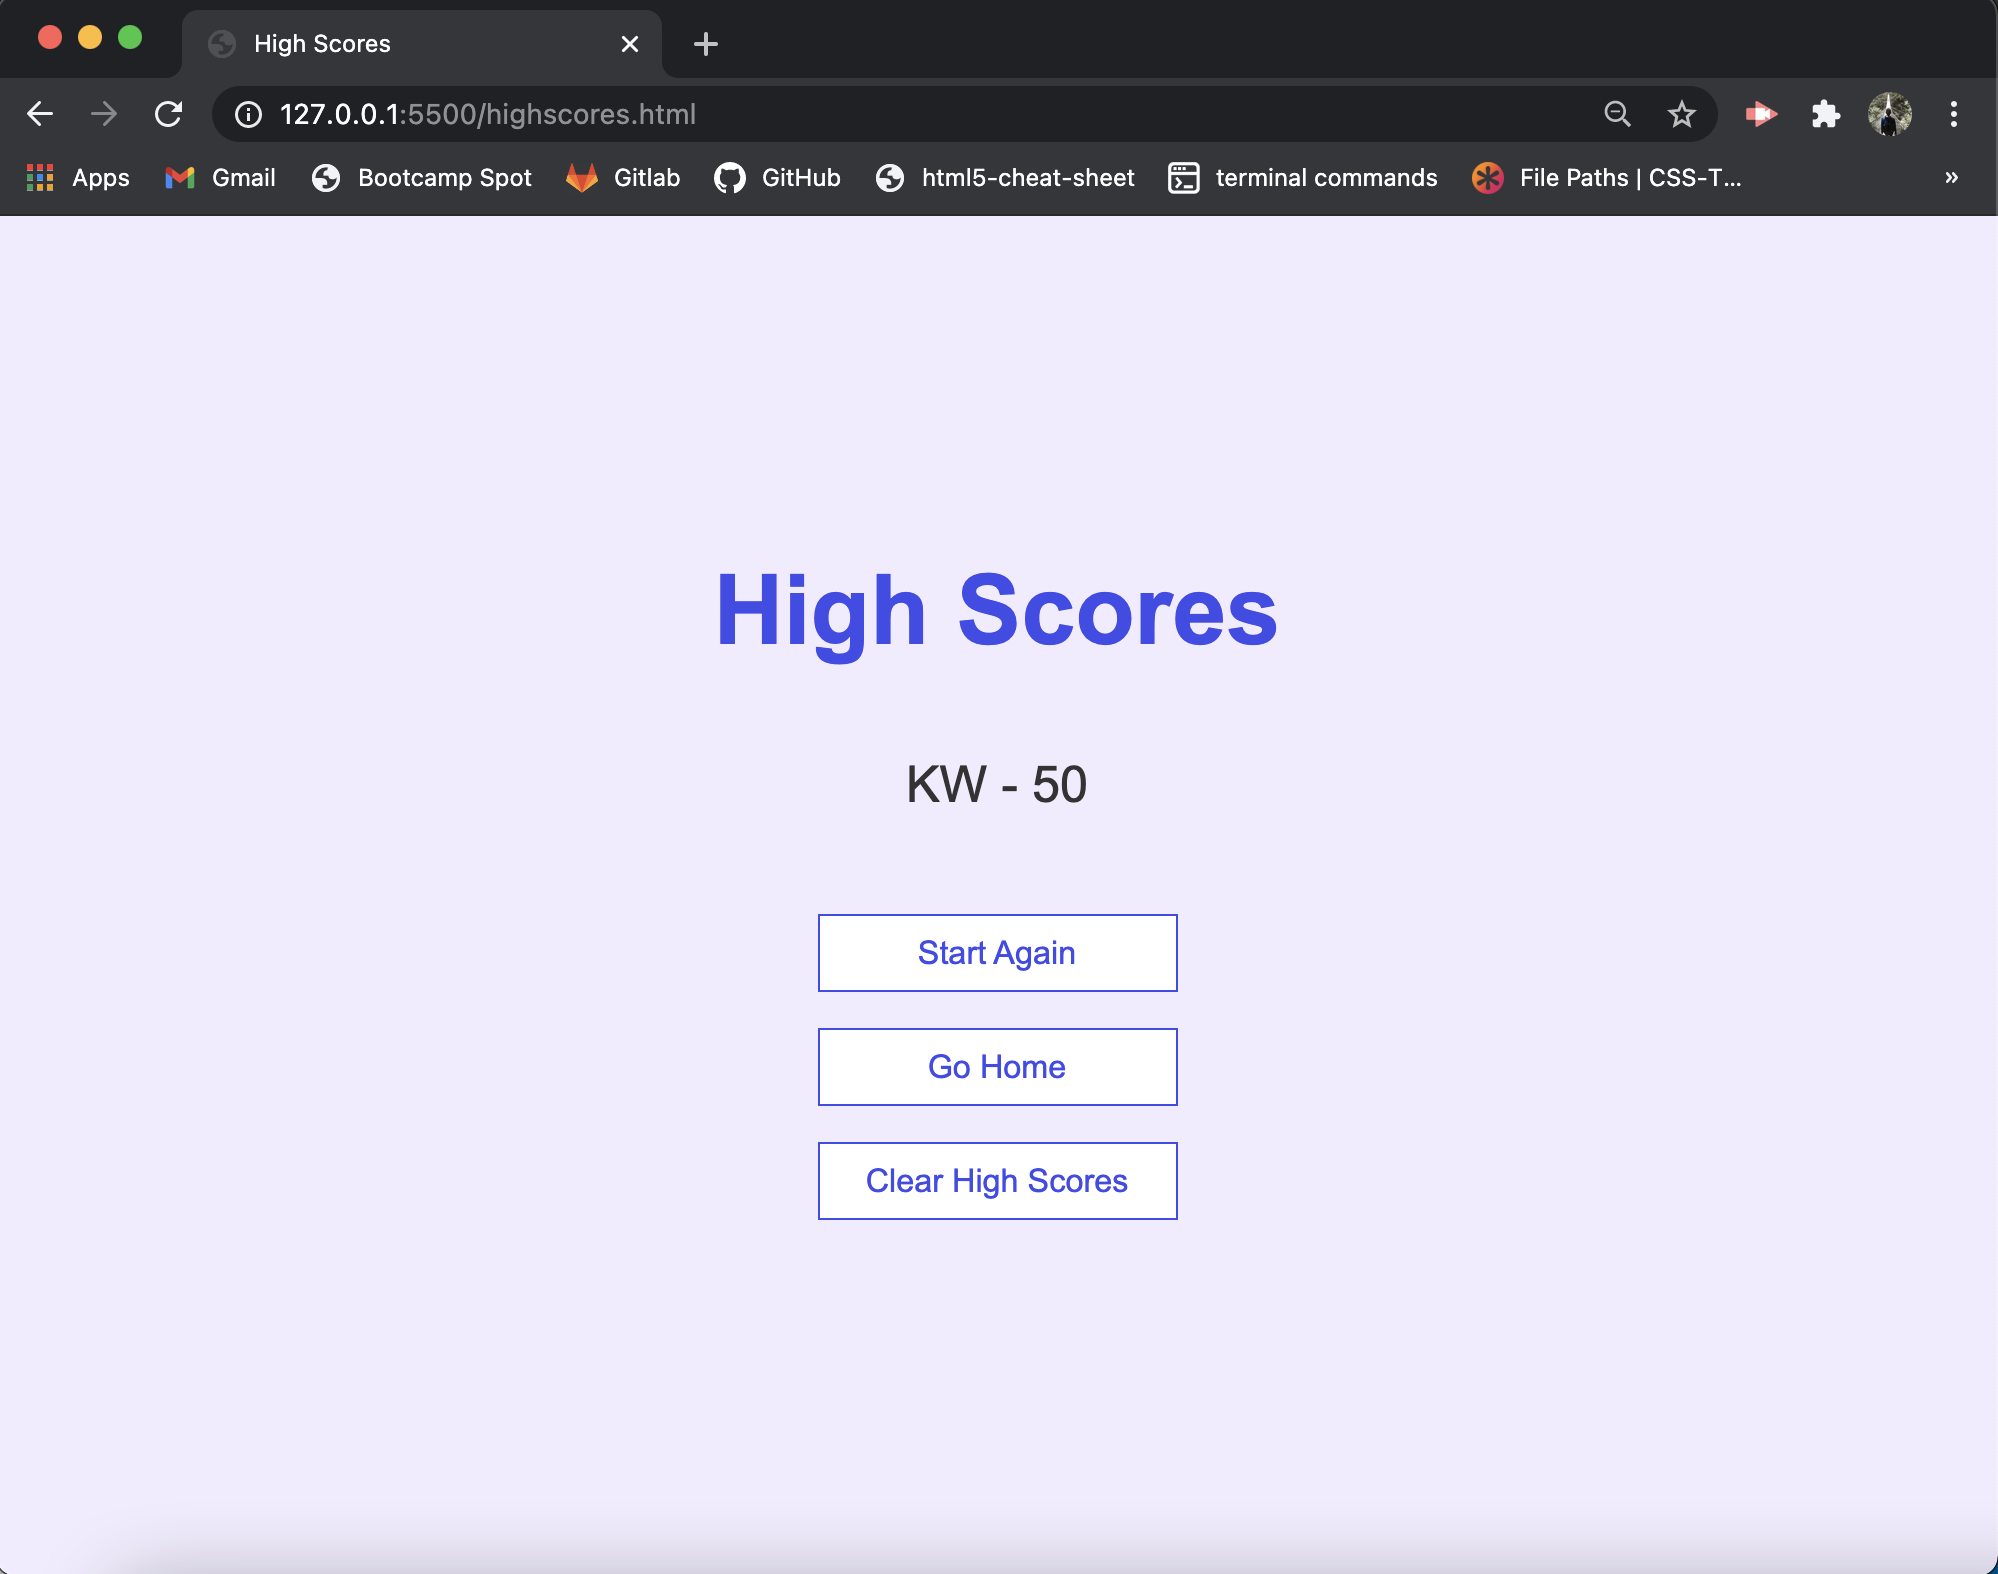 High Scores
127.0.0.1:5500/highscores.html
Apps Gmail Bootcamp Spot Gitlab GitHub html5-cheat-sheet terminal commands File Paths | CSS-T...
High Scores
KW - 50
Start Again
Go Home
Clear High Scores